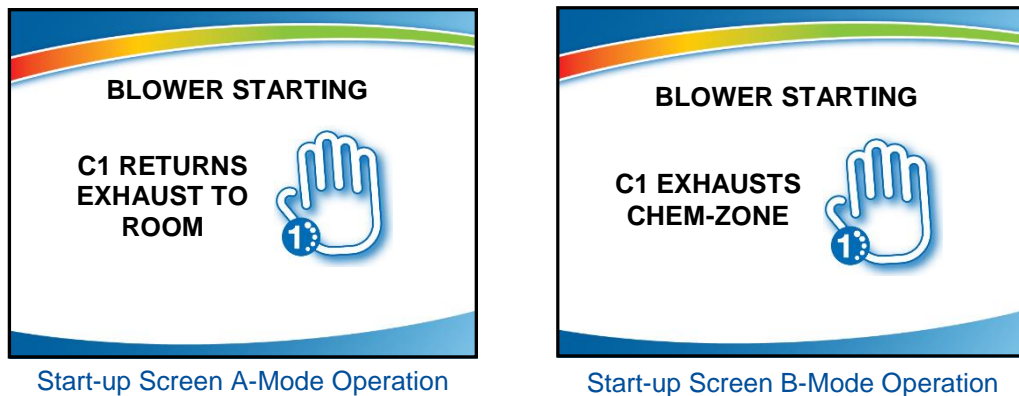 BLOWER STARTING
C1 RETURNS
EXHAUST TO
ROOM
1
Start-up Screen A-Mode Operation
BLOWER STARTING
C1 EXHAUSTS
CHEM-ZONE
1
Start-up Screen B-Mode Operation